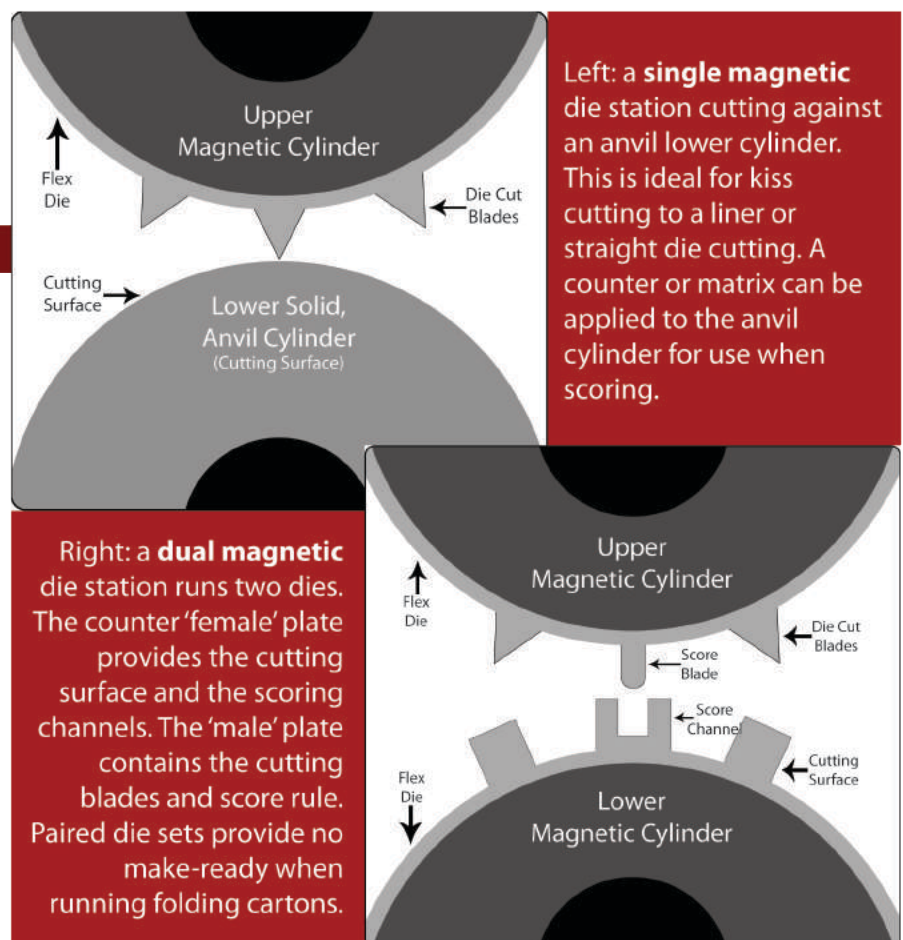 Upper
Magnetic Cylinder
Flex
Die
Die Cut
Blades
Cutting
Surface
Lower Solid,
Anvil Cylinder
(Cutting Surface)
Left: a single magnetic
die station cutting against
an anvil lower cylinder.
This is ideal for kiss
cutting to a liner or
straight die cutting. A
counter or matrix can be
applied to the anvil
cylinder for use when
scoring.
Right: a dual magnetic
die station runs two dies.
The counter ‘female’ plate
provides the cutting
surface and the scoring
channels. The ‘male’ plate
contains the cutting
blades and score rule.
Paired die sets provide no
make-ready when
running folding cartons.
Upper
Magnetic Cylinder
Flex
Die
Die Cut
Blades
Score
Blade
Score
Channel
Cutting
Surface
Flex
Die
Lower
Magnetic Cylinder